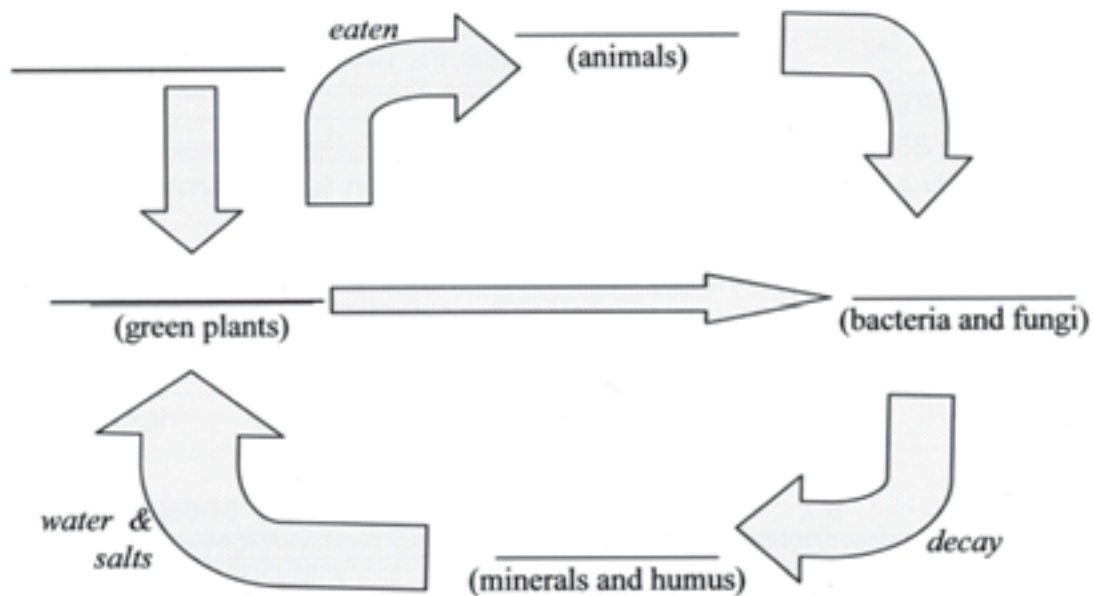 eaten
(animals)
(green plants)
(bacteria and fungi)
water &
salts
decay
(minerals and humus)